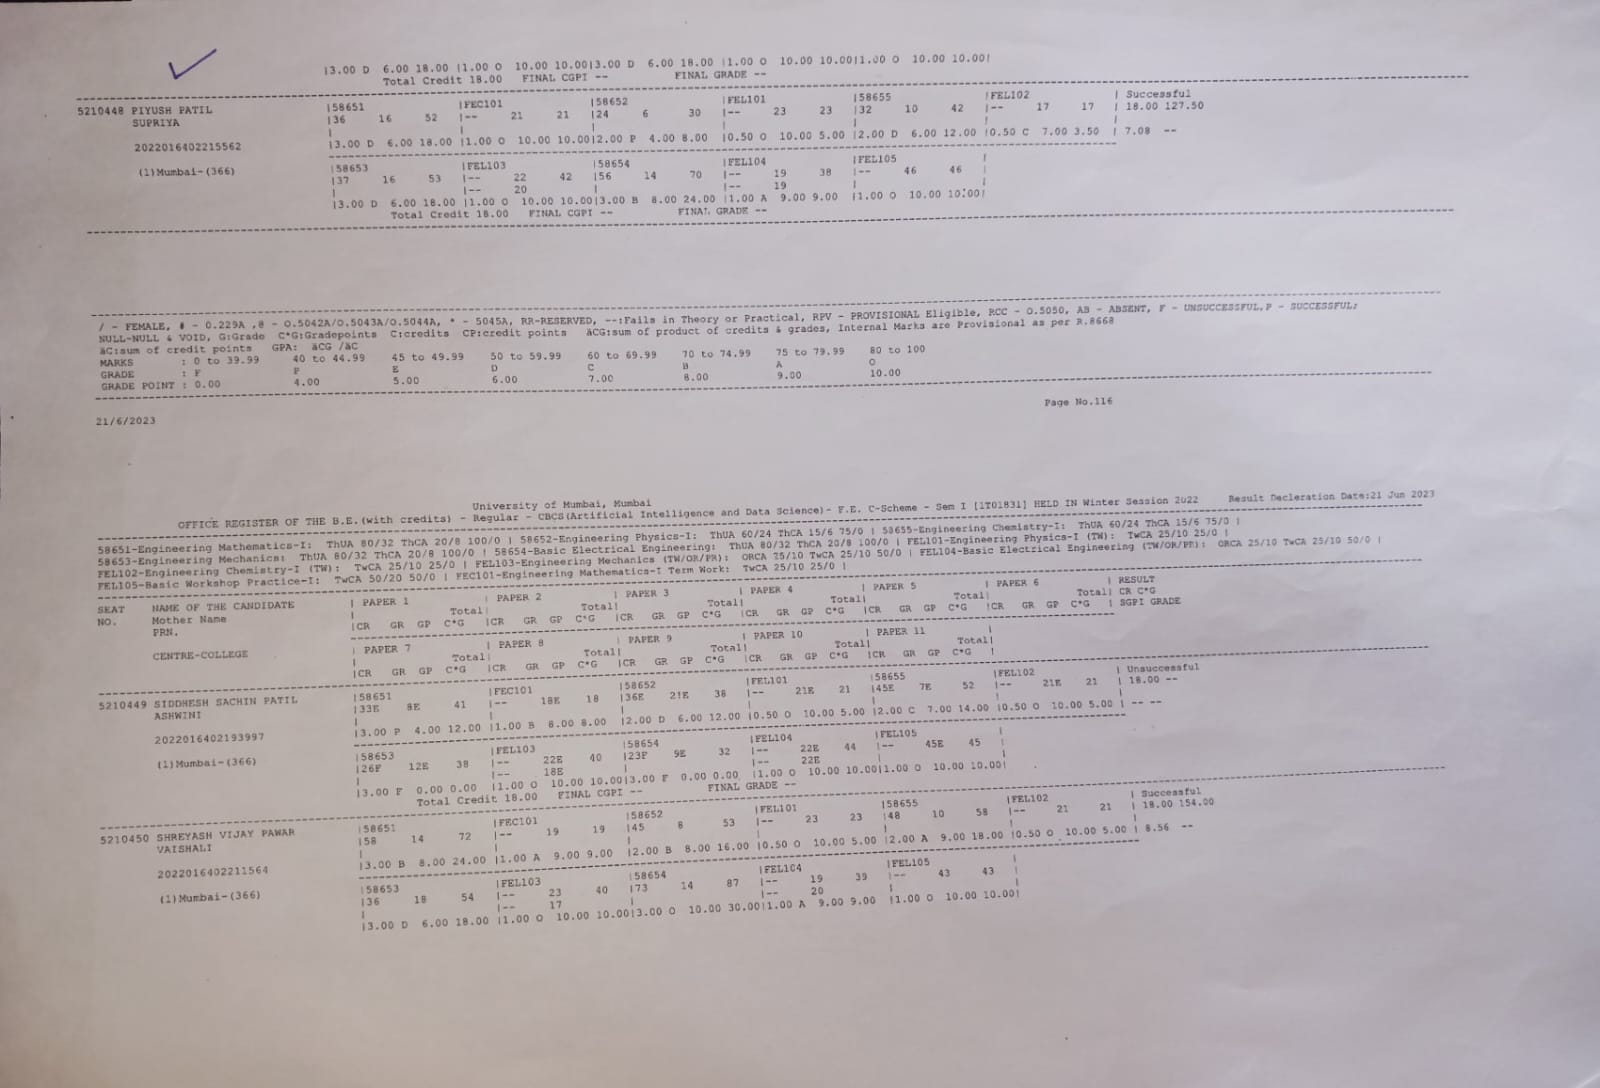 |3.00 D 6.00 18.00 |1.00 O 10.00 10.00|3.00 D 6.00 18.00 |1.00 O 10.00 10.00|1.00 O 10.00 10.00|
Total Credit 18.00 FINAL CGPI -- FINAL GRADE --
5210448 PIYUSH PATIL |58651 |FEC101 |58652 |FEL101 |58655 |FEL102 | Successful
SUPRIYA |36 16 52 |-- 21 21 |24 6 30 |-- 23 23 |32 10 42 |-- 17 17 | 18.00 127.50
2022016402215562 |3.00 D 6.00 18.00 |1.00 O 10.00 10.00|2.00 P 4.00 8.00 |0.50 O 10.00 5.00 |2.00 D 6.00 12.00 |0.50 C 7.00 3.50 | 7.08 --
(1)Mumbai-(366) |58653 |FEL103 |58654 |FEL104 |FEL105 |
|37 16 53 |-- 22 42 |56 14 70 |-- 19 38 |-- 46 46 |
| |-- 20 | |-- 19 | |
|3.00 D 6.00 18.00 |1.00 O 10.00 10.00|3.00 B 8.00 24.00 |1.00 A 9.00 9.00 |1.00 O 10.00 10.00|
Total Credit 18.00 FINAL CGPI -- FINAL GRADE --
/ - FEMALE, # - 0.229A ,@ - O.5042A/O.5043A/O.5044A, * - 5045A, RR-RESERVED, --:Fails in Theory or Practical, RPV - PROVISIONAL Eligible, RCC - O.5050, AB - ABSENT, F - UNSUCCESSFUL,P - SUCCESSFUL;
NULL-NULL & VOID, G:Grade C*G:Gradepoints C:credits CP:credit points äCG:sum of product of credits & grades, Internal Marks are Provisional as per R.8668
äC:sum of credit points GPA: äCG /äC
MARKS : 0 to 39.99 40 to 44.99 45 to 49.99 50 to 59.99 60 to 69.99 70 to 74.99 75 to 79.99 80 to 100
GRADE : F P E D C B A O
GRADE POINT : 0.00 4.00 5.00 6.00 7.00 8.00 9.00 10.00
Page No.116
21/6/2023
University of Mumbai, Mumbai
OFFICE REGISTER OF THE B.E.(with credits) - Regular - CBCS(Artificial Intelligence and Data Science)- F.E. C-Scheme - Sem I [1T01831] HELD IN Winter Session 2022 Result Decleration Date:21 Jun 2023
58651-Engineering Mathematics-I: ThUA 80/32 ThCA 20/8 100/0 | 58652-Engineering Physics-I: ThUA 60/24 ThCA 15/6 75/0 | 58655-Engineering Chemistry-I: ThUA 60/24 ThCA 15/6 75/0 |
58653-Engineering Mechanics: ThUA 80/32 ThCA 20/8 100/0 | 58654-Basic Electrical Engineering: ThUA 80/32 ThCA 20/8 100/0 | FEL101-Engineering Physics-I (TW): TwCA 25/10 25/0 |
FEL102-Engineering Chemistry-I (TW): TwCA 25/10 25/0 | FEL103-Engineering Mechanics (TW/OR/PR): ORCA 25/10 TwCA 25/10 50/0 | FEL104-Basic Electrical Engineering (TW/OR/PR): ORCA 25/10 TwCA 25/10 50/0 |
FEL105-Basic Workshop Practice-I: TwCA 50/20 50/0 | FEC101-Engineering Mathematics-I Term Work: TwCA 25/10 25/0 |
SEAT NAME OF THE CANDIDATE | PAPER 1 | PAPER 2 | PAPER 3 | PAPER 4 | PAPER 5 | PAPER 6 | RESULT
NO. Mother Name | Total| Total| Total| Total| Total| Total| CR C*G
PRN. |CR GR GP C*G |CR GR GP C*G |CR GR GP C*G |CR GR GP C*G |CR GR GP C*G |CR GR GP C*G | SGPI GRADE
CENTRE-COLLEGE | PAPER 7 | PAPER 8 | PAPER 9 | PAPER 10 | PAPER 11 |
| Total| Total| Total| Total| Total|
|CR GR GP C*G |CR GR GP C*G |CR GR GP C*G |CR GR GP C*G |CR GR GP C*G |
5210449 SIDDHESH SACHIN PATIL |58651 |FEC101 |58652 |FEL101 |58655 |FEL102 | Unsuccessful
ASHWINI |33E 8E 41 |-- 18E 18 |36E 21E 38 |-- 21E 21 |45E 7E 52 |-- 21E 21 | 18.00 --
2022016402193997 |3.00 P 4.00 12.00 |1.00 B 8.00 8.00 |2.00 D 6.00 12.00 |0.50 O 10.00 5.00 |2.00 C 7.00 14.00 |0.50 O 10.00 5.00 | -- --
(1)Mumbai-(366) |58653 |FEL103 |58654 |FEL104 |FEL105 |
|26F 12E 38 |-- 22E 40 |23F 9E 32 |-- 22E 44 |-- 45E 45 |
| |-- 18E | |-- 22E | |
|3.00 F 0.00 0.00 |1.00 O 10.00 10.00|3.00 F 0.00 0.00 |1.00 O 10.00 10.00|1.00 O 10.00 10.00|
Total Credit 18.00 FINAL CGPI -- FINAL GRADE --
5210450 SHREYASH VIJAY PAWAR |58651 |FEC101 |58652 |FEL101 |58655 |FEL102 | Successful
VAISHALI |58 14 72 |-- 19 19 |45 8 53 |-- 23 23 |48 10 58 |-- 21 21 | 18.00 154.00
2022016402211564 |3.00 B 8.00 24.00 |1.00 A 9.00 9.00 |2.00 B 8.00 16.00 |0.50 O 10.00 5.00 |2.00 A 9.00 18.00 |0.50 O 10.00 5.00 | 8.56 --
(1)Mumbai-(366) |58653 |FEL103 |58654 |FEL104 |FEL105 |
|36 18 54 |-- 23 40 |73 14 87 |-- 19 39 |-- 43 43 |
| |-- 17 | |-- 20 | |
|3.00 D 6.00 18.00 |1.00 O 10.00 10.00|3.00 O 10.00 30.00|1.00 A 9.00 9.00 |1.00 O 10.00 10.00|